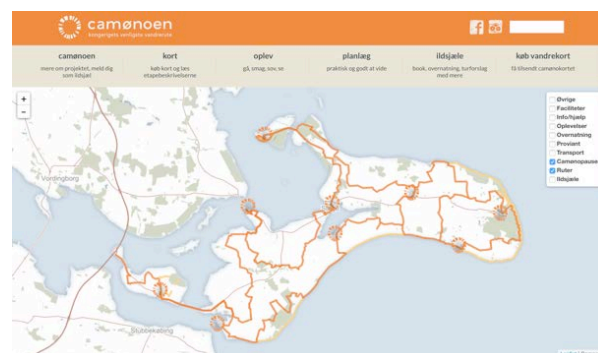 camønoen
kongerigets venligste vandrerute
camønoen
mere om projektet, meld dig
som ildsjæl
kort
køb kort og læs
etapebeskrivelserne
oplev
gå, smag, sov, se
planlæg
praktisk og godt at vide
ildsjæle
book, overnatning, turforslag
med mere
køb vandrekort
få tilsendt camønokortet
+
-
Øvrige
Faciliteter
Info/hjælp
Oplevelser
Overnatning
Proviant
Transport
Camønopause
Ruter
Ildsjæle
Vordingborg
Stubbekøbing